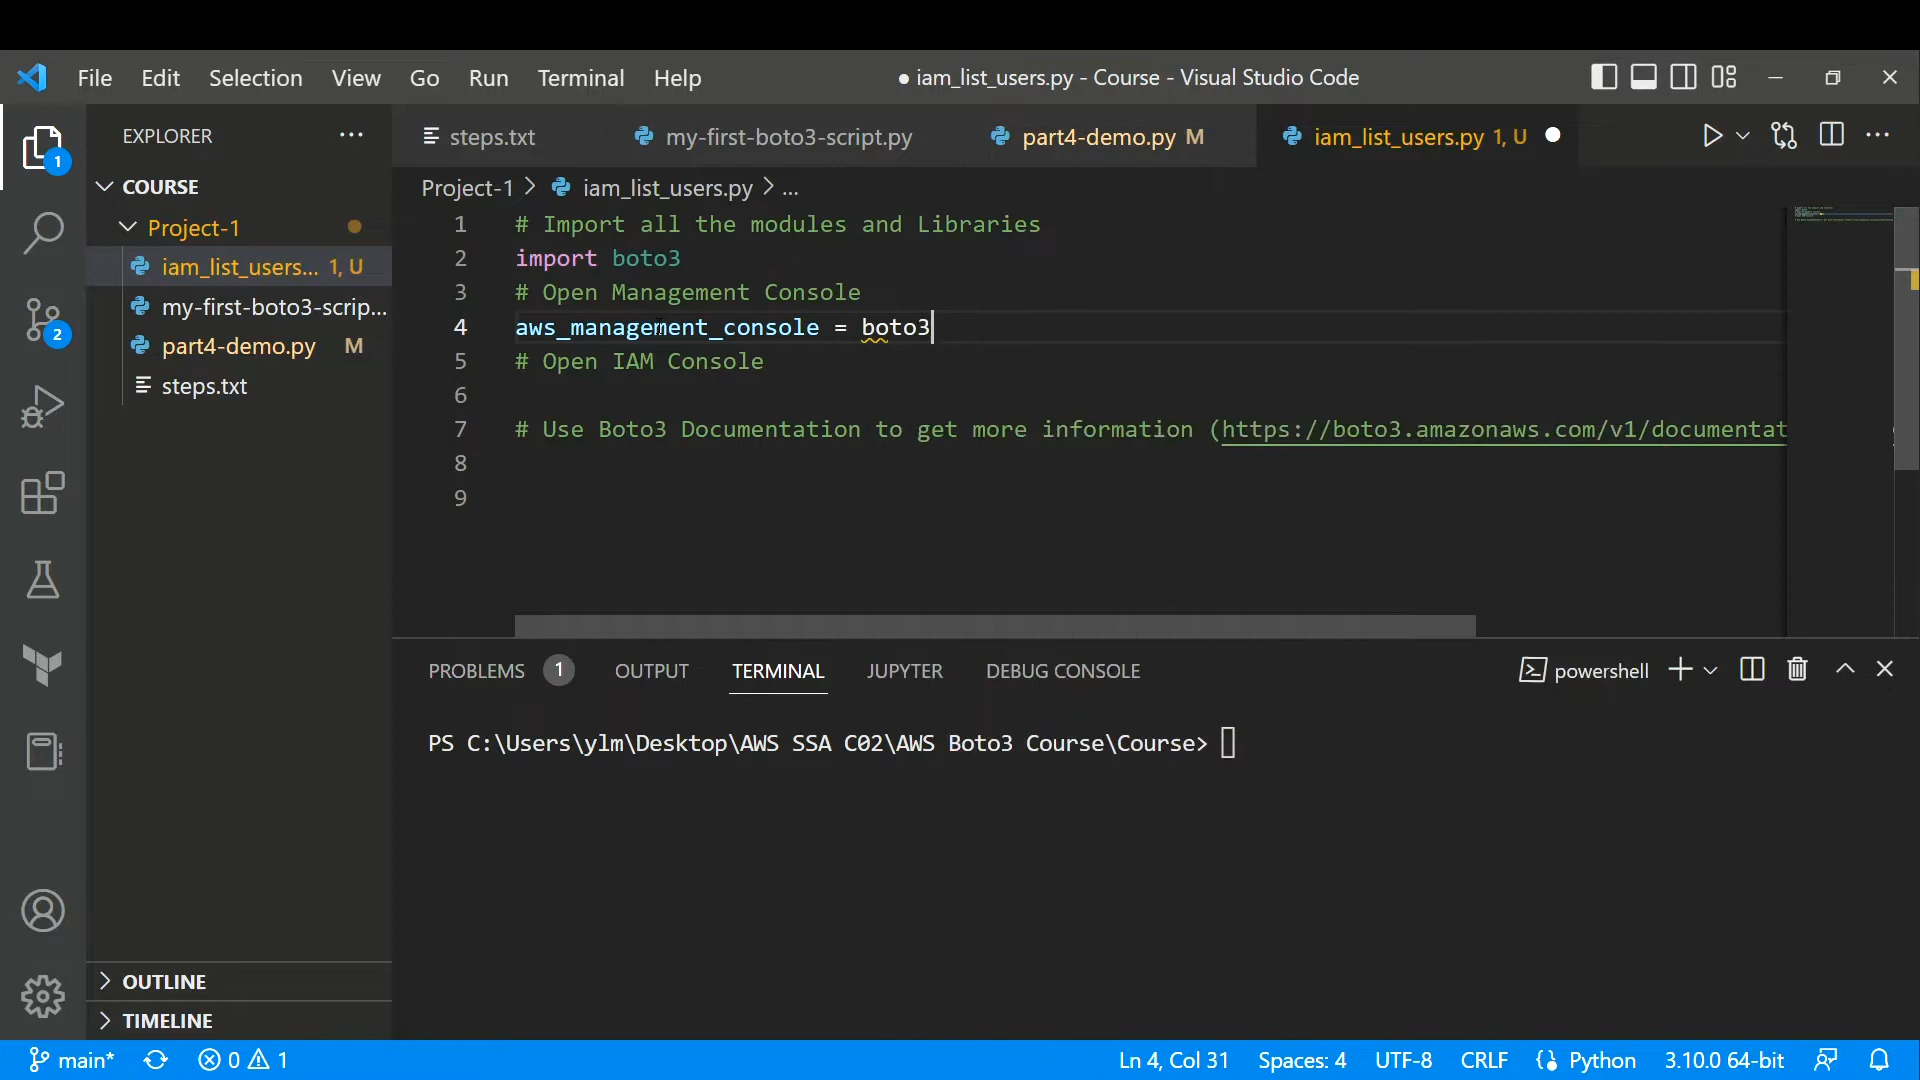 File Edit Selection View Go Run Terminal Help
● iam_list_users.py - Course - Visual Studio Code
EXPLORER ···
1
steps.txt
my-first-boto3-script.py
part4-demo.py M
iam_list_users.py 1, U
COURSE
Project-1 > iam_list_users.py > ...
Project-1
iam_list_users... 1, U
my-first-boto3-scrip...
2
part4-demo.py M
steps.txt
1 # Import all the modules and Libraries
2 import boto3
3 # Open Management Console
4 aws_management_console = boto3
5 # Open IAM Console
6
7 # Use Boto3 Documentation to get more information (https://boto3.amazonaws.com/v1/documentat
8
9
PROBLEMS 1 OUTPUT TERMINAL JUPYTER DEBUG CONSOLE
powershell
PS C:\Users\ylm\Desktop\AWS SSA C02\AWS Boto3 Course\Course>
OUTLINE
TIMELINE
main* 0 1
Ln 4, Col 31 Spaces: 4 UTF-8 CRLF Python 3.10.0 64-bit